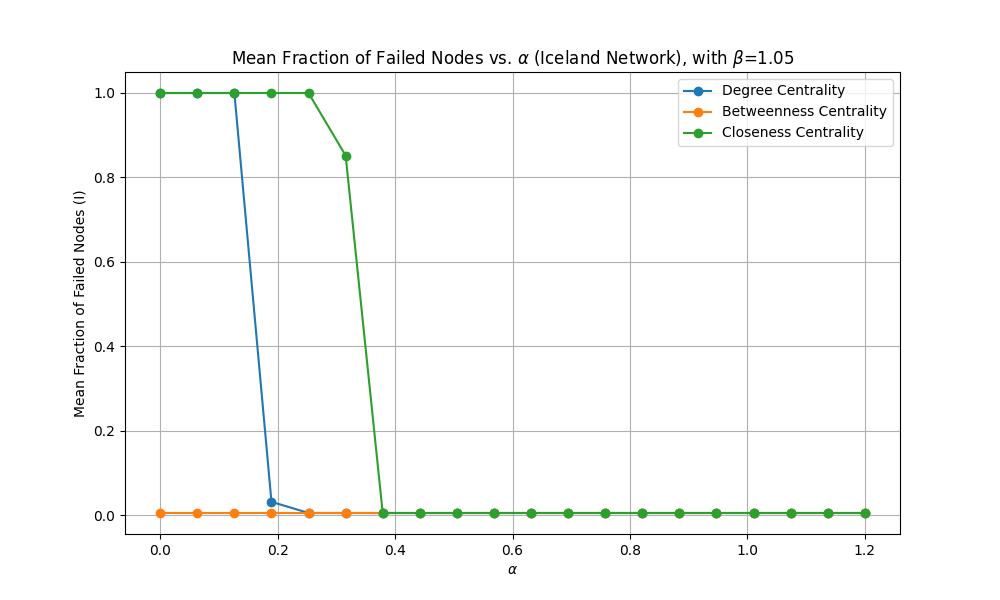 Mean Fraction of Failed Nodes vs. α (Iceland Network), with β=1.05
Degree Centrality
Betweenness Centrality
Closeness Centrality
Mean Fraction of Failed Nodes (I)
1.0
0.8
0.6
0.4
0.2
0.0
0.0 0.2 0.4 0.6 0.8 1.0 1.2
α